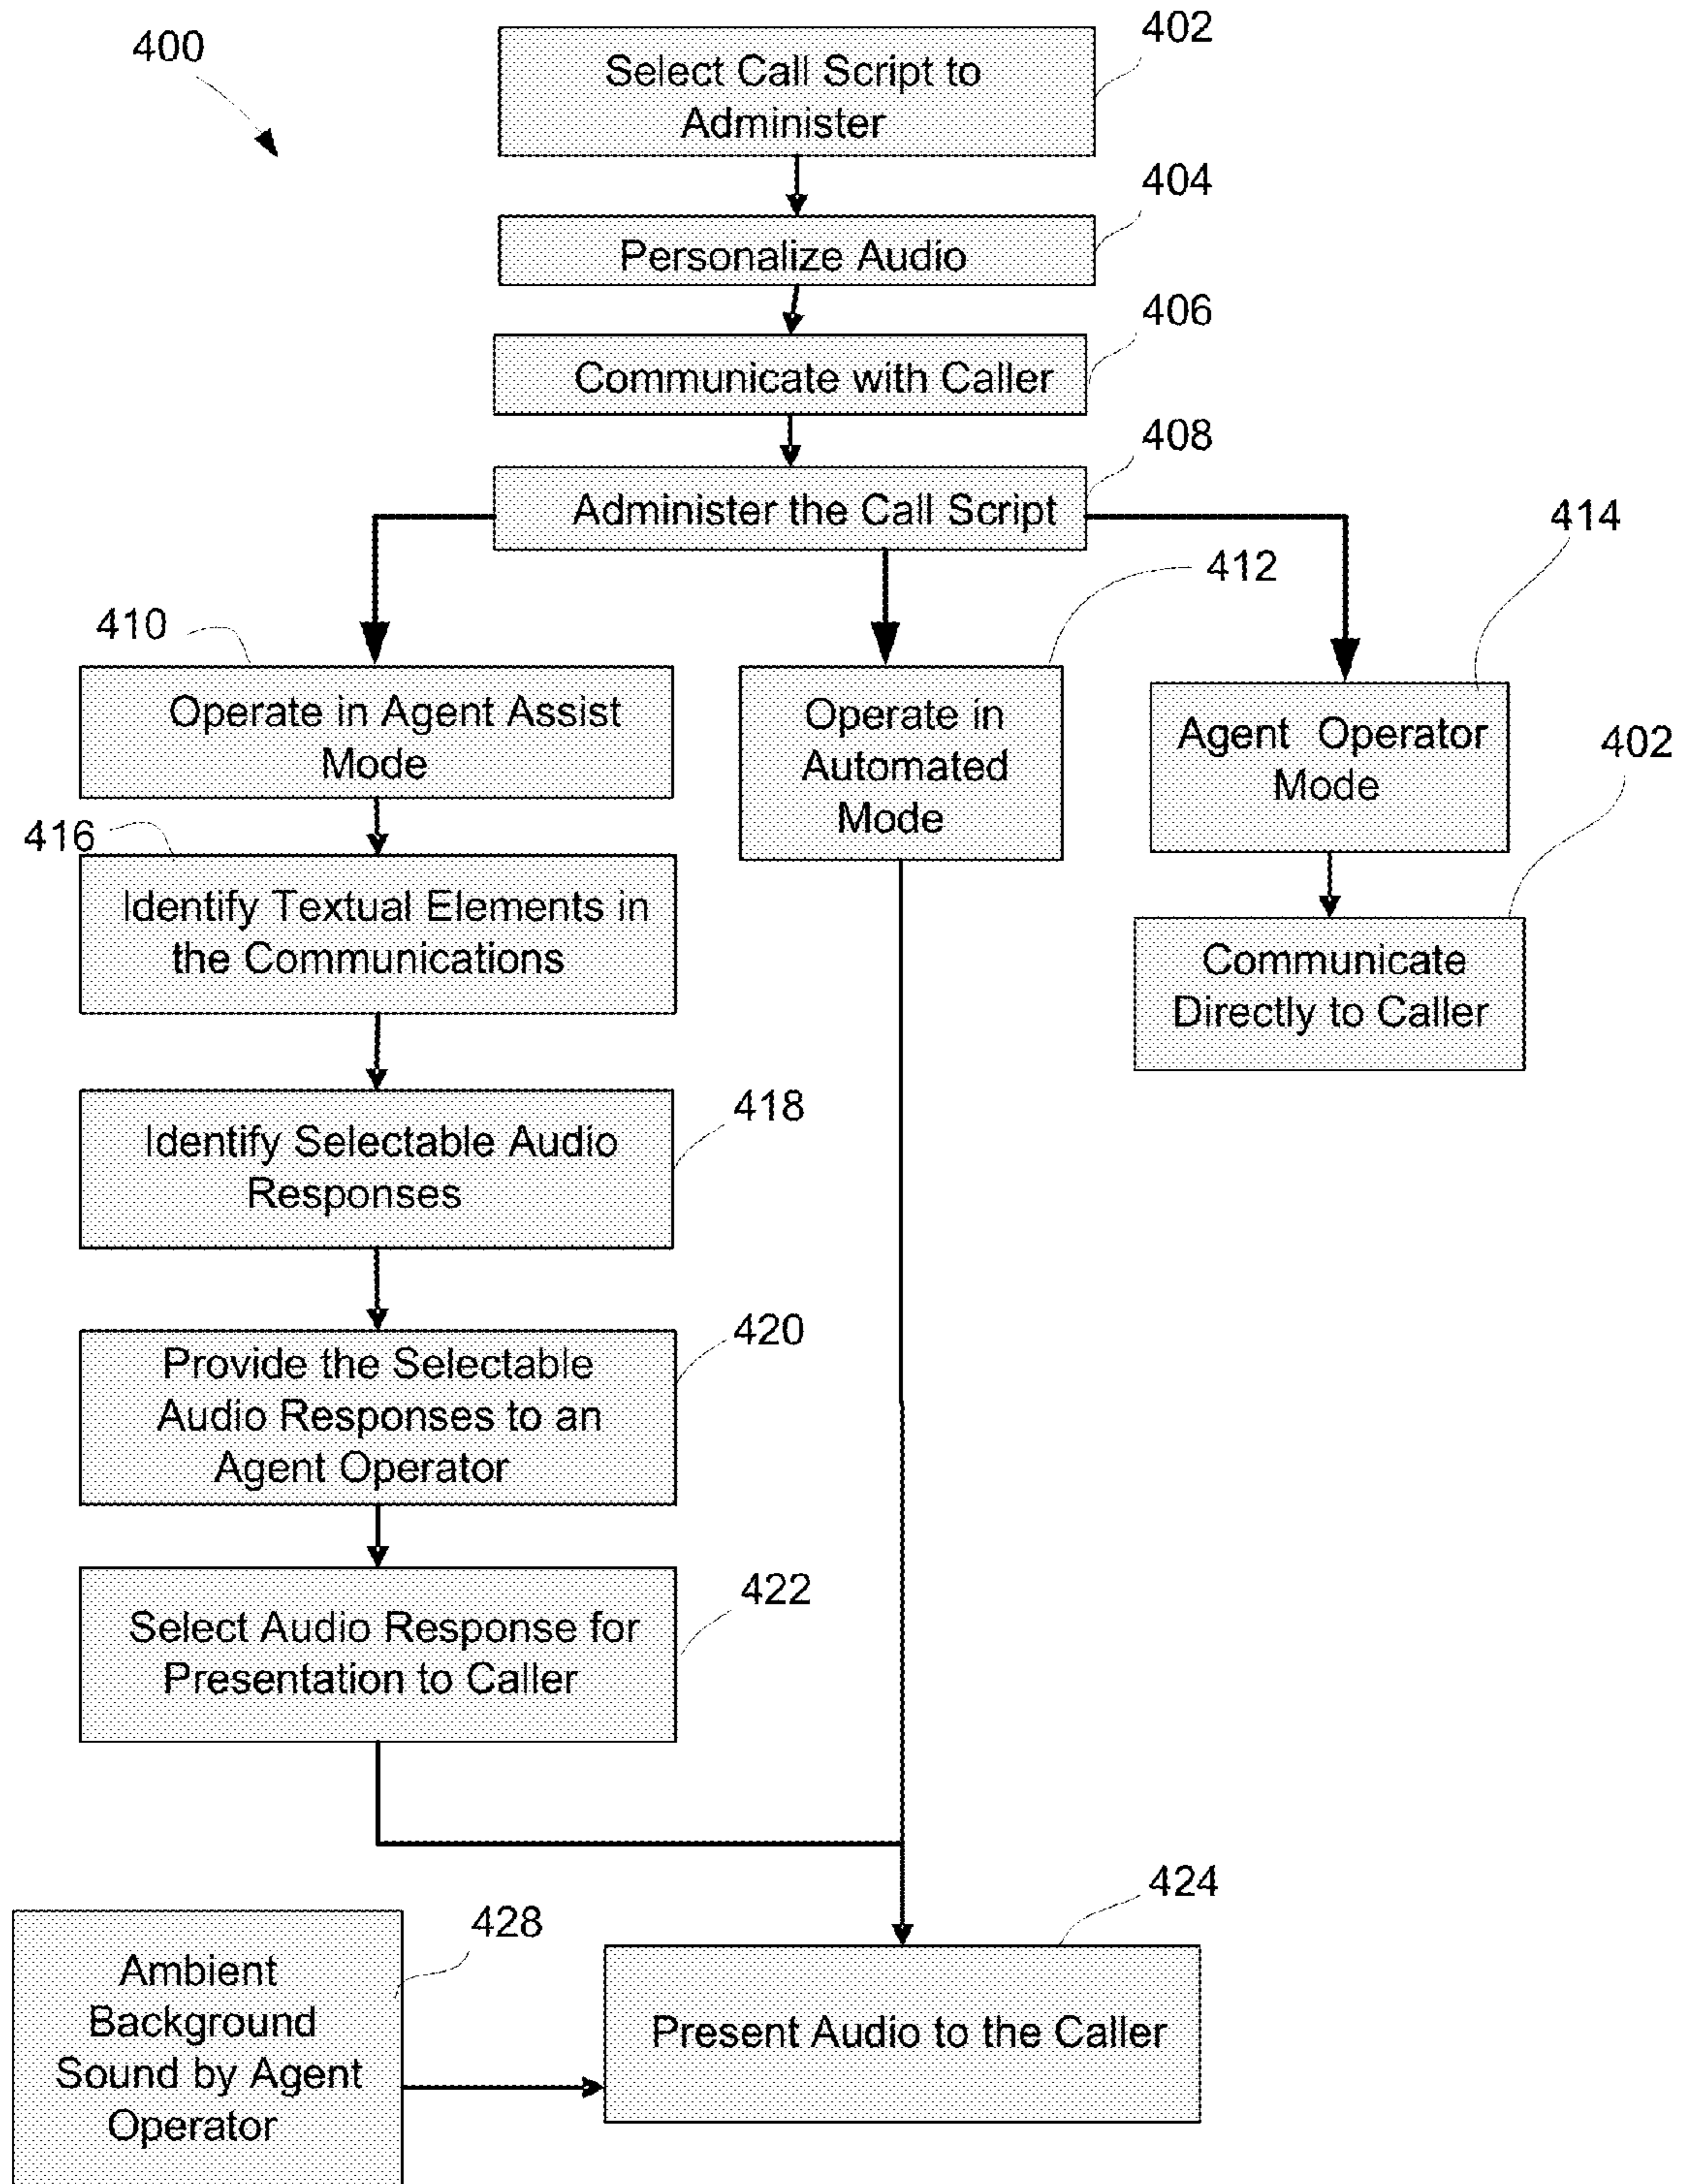 400
402
Select Call Script to
Administer
404
Personalize Audio
406
Communicate with Caller
408
Administer the Call Script
414
412
410
Operate in Agent Assist
Mode
Operate in
Automated
Mode
Agent Operator
Mode
402
416
Identify Textual Elements in
the Communications
Communicate
Directly to Caller
418
Identify Selectable Audio
Responses
420
Provide the Selectable
Audio Responses to an
Agent Operator
422
Select Audio Response for
Presentation to Caller
424
428
Ambient
Background
Sound by Agent
Operator
Present Audio to the Caller